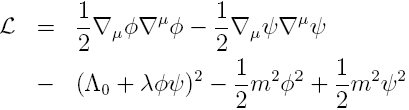 ℒ = 1/2 ∇_μ φ ∇^μ φ − 1/2 ∇_μ ψ ∇^μ ψ
− (Λ_0 + λφψ)^2 − 1/2 m^2 φ^2 + 1/2 m^2 ψ^2